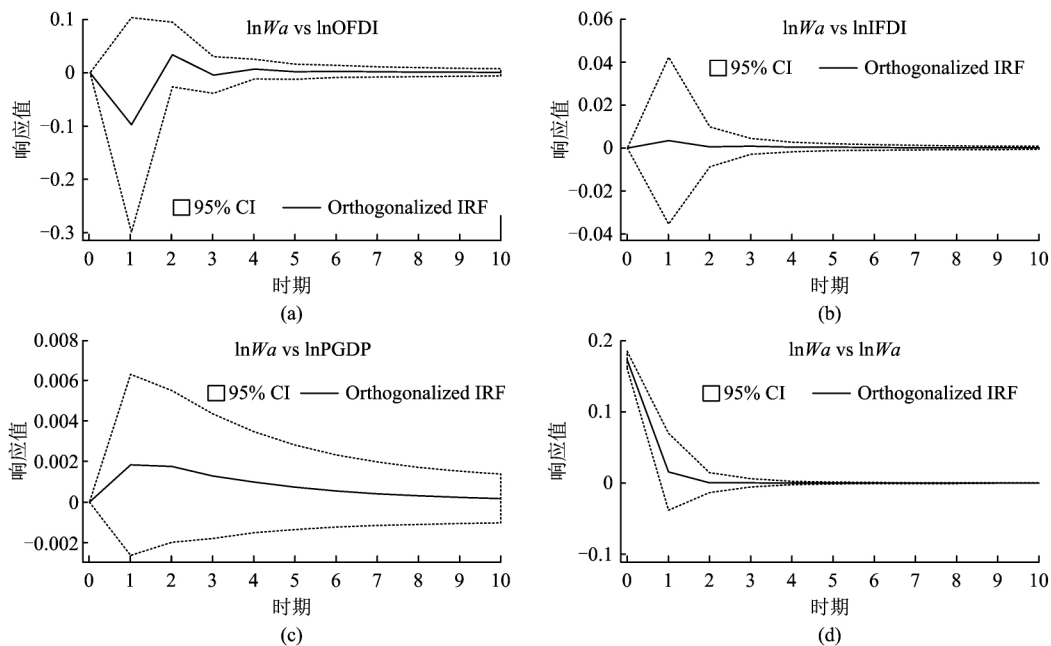 lnWa vs lnOFDI
0.1
0
−0.1
−0.2
−0.3
响应值
95% CI
Orthogonalized IRF
0 1 2 3 4 5 6 7 8 9 10
时期
(a)
lnWa vs lnIFDI
0.06
0.04
0.02
0
−0.02
−0.04
响应值
95% CI
Orthogonalized IRF
0 1 2 3 4 5 6 7 8 9 10
时期
(b)
lnWa vs lnPGDP
0.008
0.006
0.004
0.002
0
−0.002
响应值
95% CI
Orthogonalized IRF
0 1 2 3 4 5 6 7 8 9 10
时期
(c)
lnWa vs lnWa
0.2
0.1
0
−0.1
响应值
95% CI
Orthogonalized IRF
0 1 2 3 4 5 6 7 8 9 10
时期
(d)